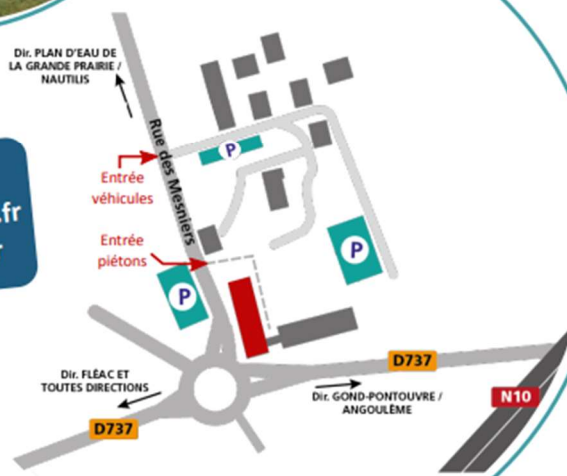 Dir. PLAN D'EAU DE
LA GRANDE PRAIRIE /
NAUTILIS
Rue des Mesniers
P
Entrée
véhicules
.fr
Entrée
piétons
P
P
D737
Dir. FLÉAC ET
TOUTES DIRECTIONS
Dir. GOND-PONTOUVRE /
ANGOULÊME
N10
D737